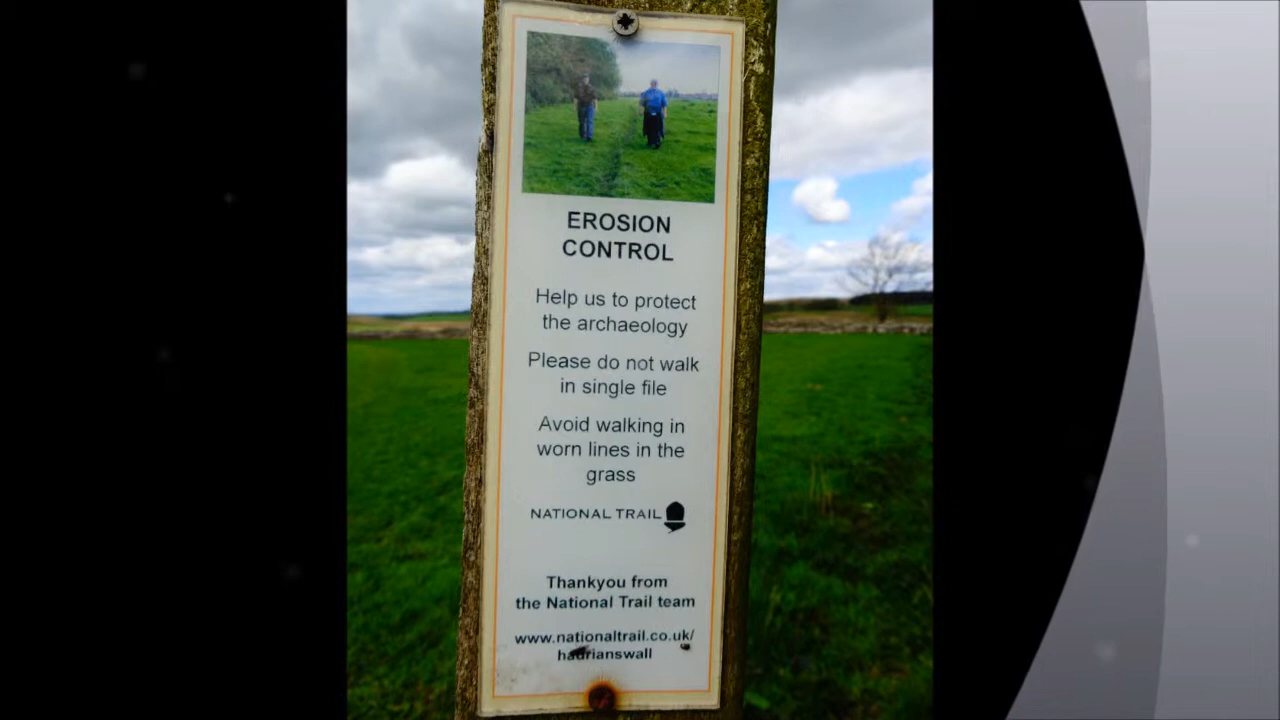 EROSION
CONTROL
Help us to protect
the archaeology
Please do not walk
in single file
Avoid walking in
worn lines in the
grass
NATIONAL TRAIL
Thankyou from
the National Trail team
www.nationaltrail.co.uk/
hadrianswall